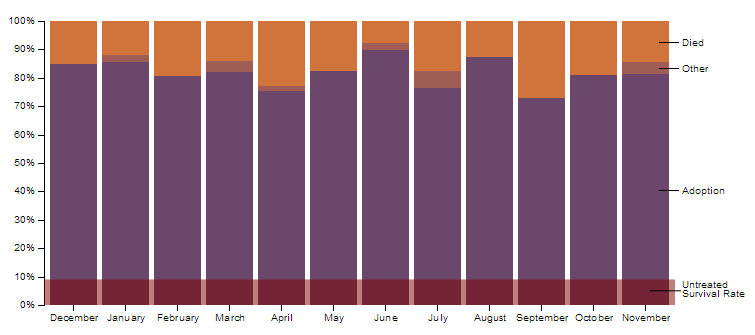 100%
90%
80%
70%
60%
50%
40%
30%
20%
10%
0%
December January February March April May June July August September October November
Died
Other
Adoption
Untreated
Survival Rate